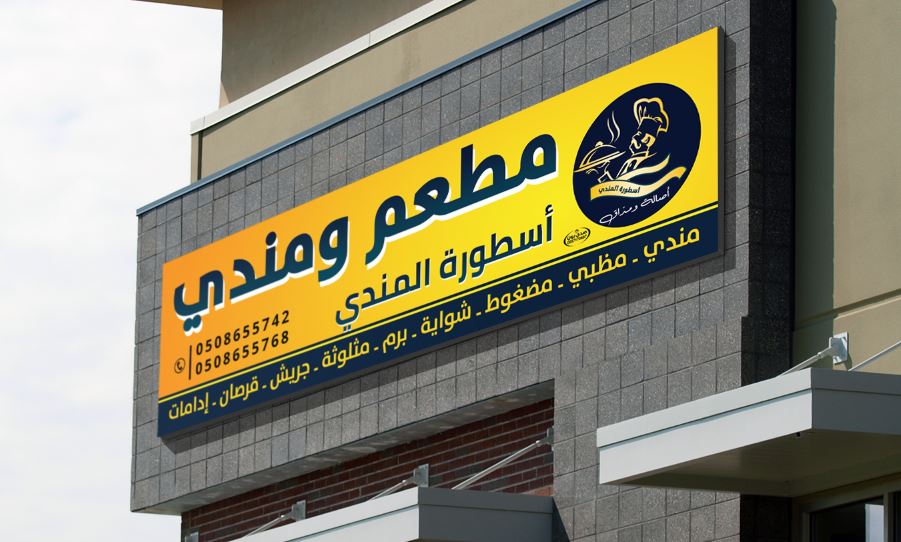 مطعم ومندي
أسطورة المندي
0508655742
0508655768
مندي - مظبي - مضغوط - شواية - برم - مثلوثة - جريش - قرصان - إدامات
أسطورة المندي
أصالة ومذاق